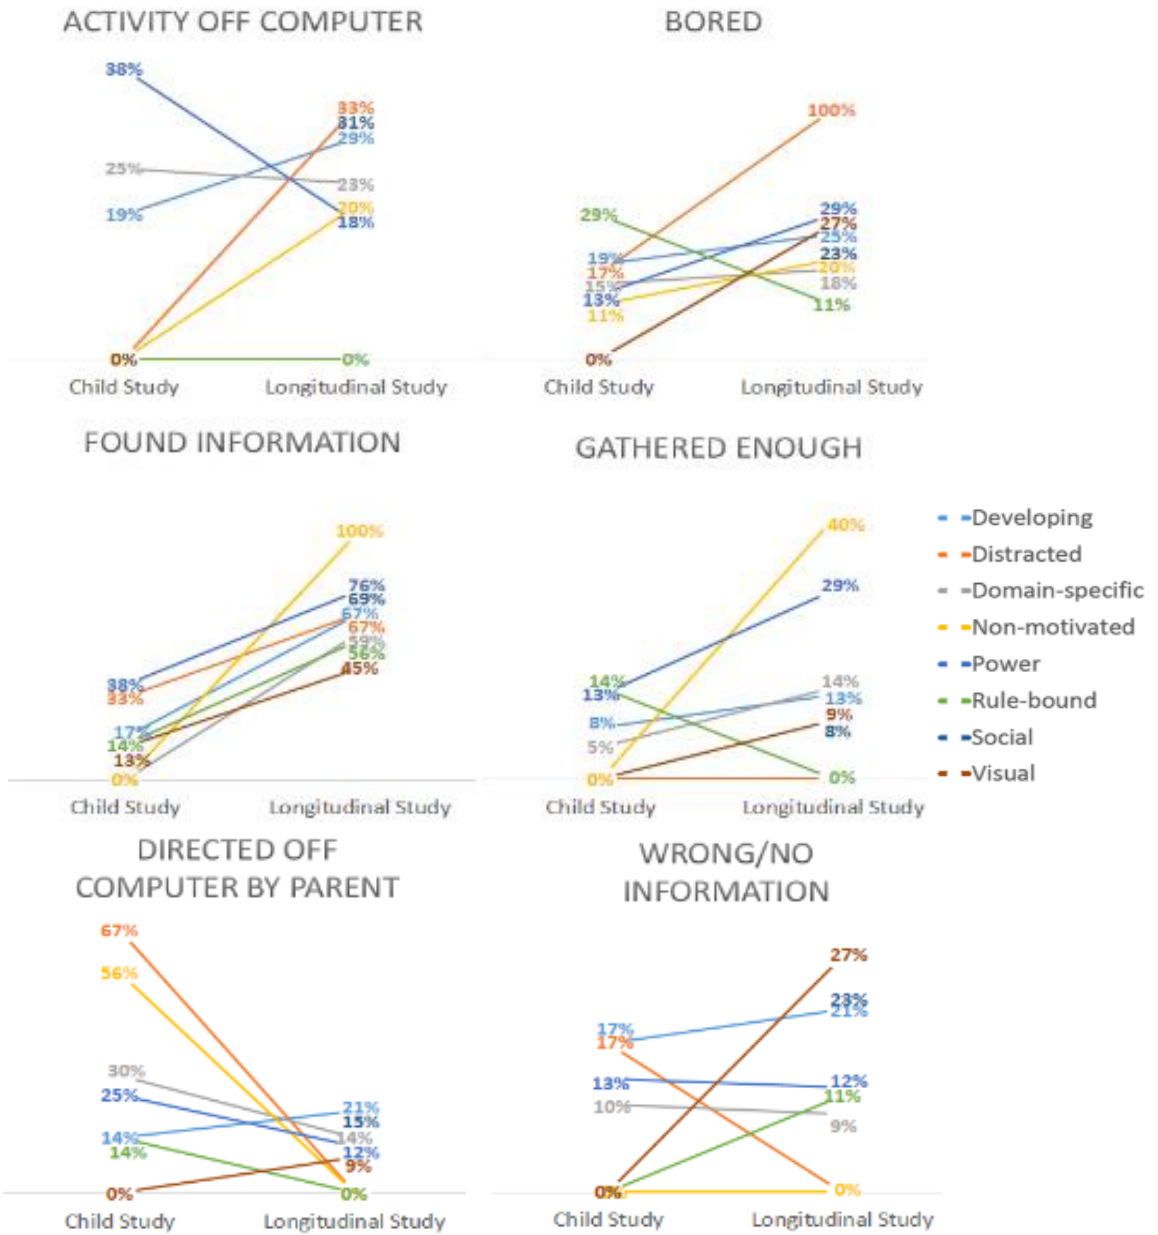 ACTIVITY OFF COMPUTER
38%
25%
19%
0%
33%
31%
29%
23%
20%
18%
0%
Child Study
Longitudinal Study
BORED
29%
19%
17%
15%
13%
11%
0%
100%
29%
27%
25%
23%
20%
18%
11%
Child Study
Longitudinal Study
FOUND INFORMATION
38%
33%
17%
14%
13%
0%
100%
76%
69%
67%
67%
59%
56%
45%
Child Study
Longitudinal Study
GATHERED ENOUGH
14%
13%
8%
5%
0%
40%
29%
14%
13%
9%
8%
0%
Child Study
Longitudinal Study
Developing
Distracted
Domain-specific
Non-motivated
Power
Rule-bound
Social
Visual
DIRECTED OFF
COMPUTER BY PARENT
67%
56%
30%
25%
14%
14%
0%
21%
15%
14%
12%
9%
0%
Child Study
Longitudinal Study
WRONG/NO
INFORMATION
17%
17%
13%
10%
0%
27%
23%
21%
12%
11%
9%
0%
Child Study
Longitudinal Study